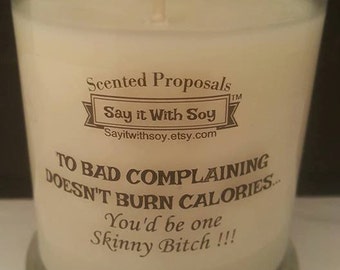 Scented Proposals
Say it With Soy ™
Sayitwithsoy.etsy.com
TO BAD COMPLAINING
DOESN'T BURN CALORIES...
You'd be one
Skinny Bitch !!!